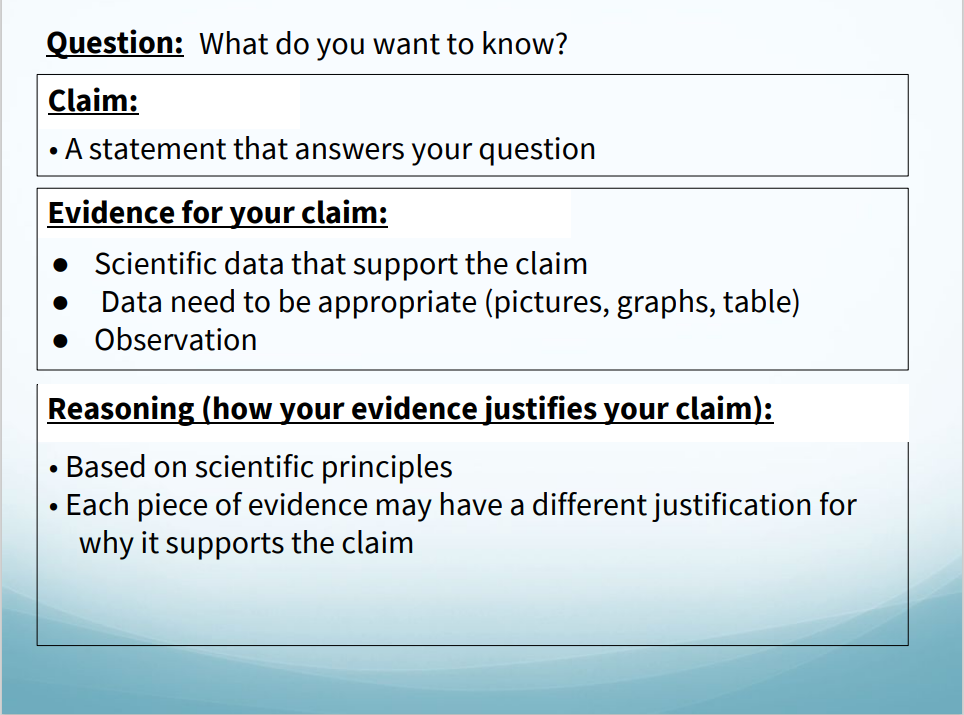 Question: What do you want to know?
Claim:
• A statement that answers your question
Evidence for your claim:
● Scientific data that support the claim
● Data need to be appropriate (pictures, graphs, table)
● Observation
Reasoning (how your evidence justifies your claim):
• Based on scientific principles
• Each piece of evidence may have a different justification for
why it supports the claim